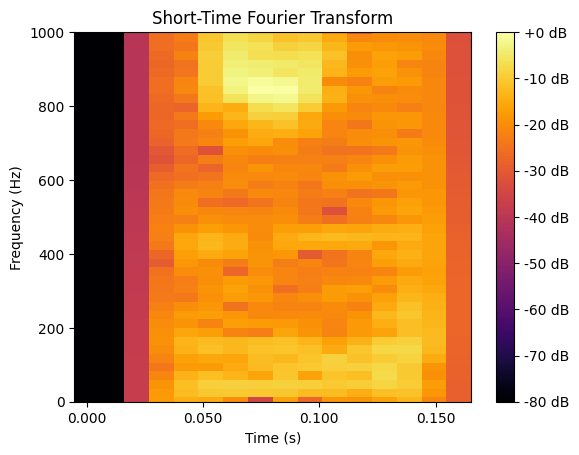 Short-Time Fourier Transform
1000
800
600
400
200
0
Frequency (Hz)
0.000
0.050
0.100
0.150
Time (s)
+0 dB
-10 dB
-20 dB
-30 dB
-40 dB
-50 dB
-60 dB
-70 dB
-80 dB